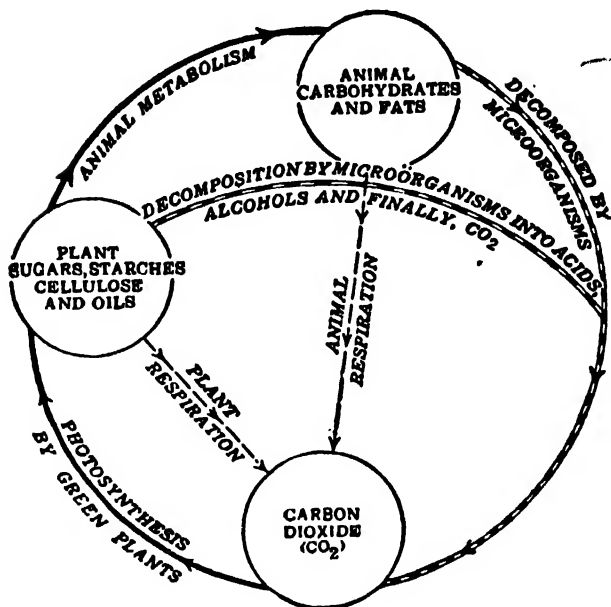 ANIMAL METABOLISM
ANIMAL
CARBOHYDRATES
AND FATS
DECOMPOSED BY
MICROORGANISMS
DECOMPOSITION BY MICROÖRGANISMS INTO ACIDS,
ALCOHOLS AND FINALLY, CO2
PLANT
SUGARS, STARCHES
CELLULOSE
AND OILS
ANIMAL
RESPIRATION
PLANT
RESPIRATION
PHOTOSYNTHESIS
BY GREEN PLANTS
CARBON
DIOXIDE
(CO2)